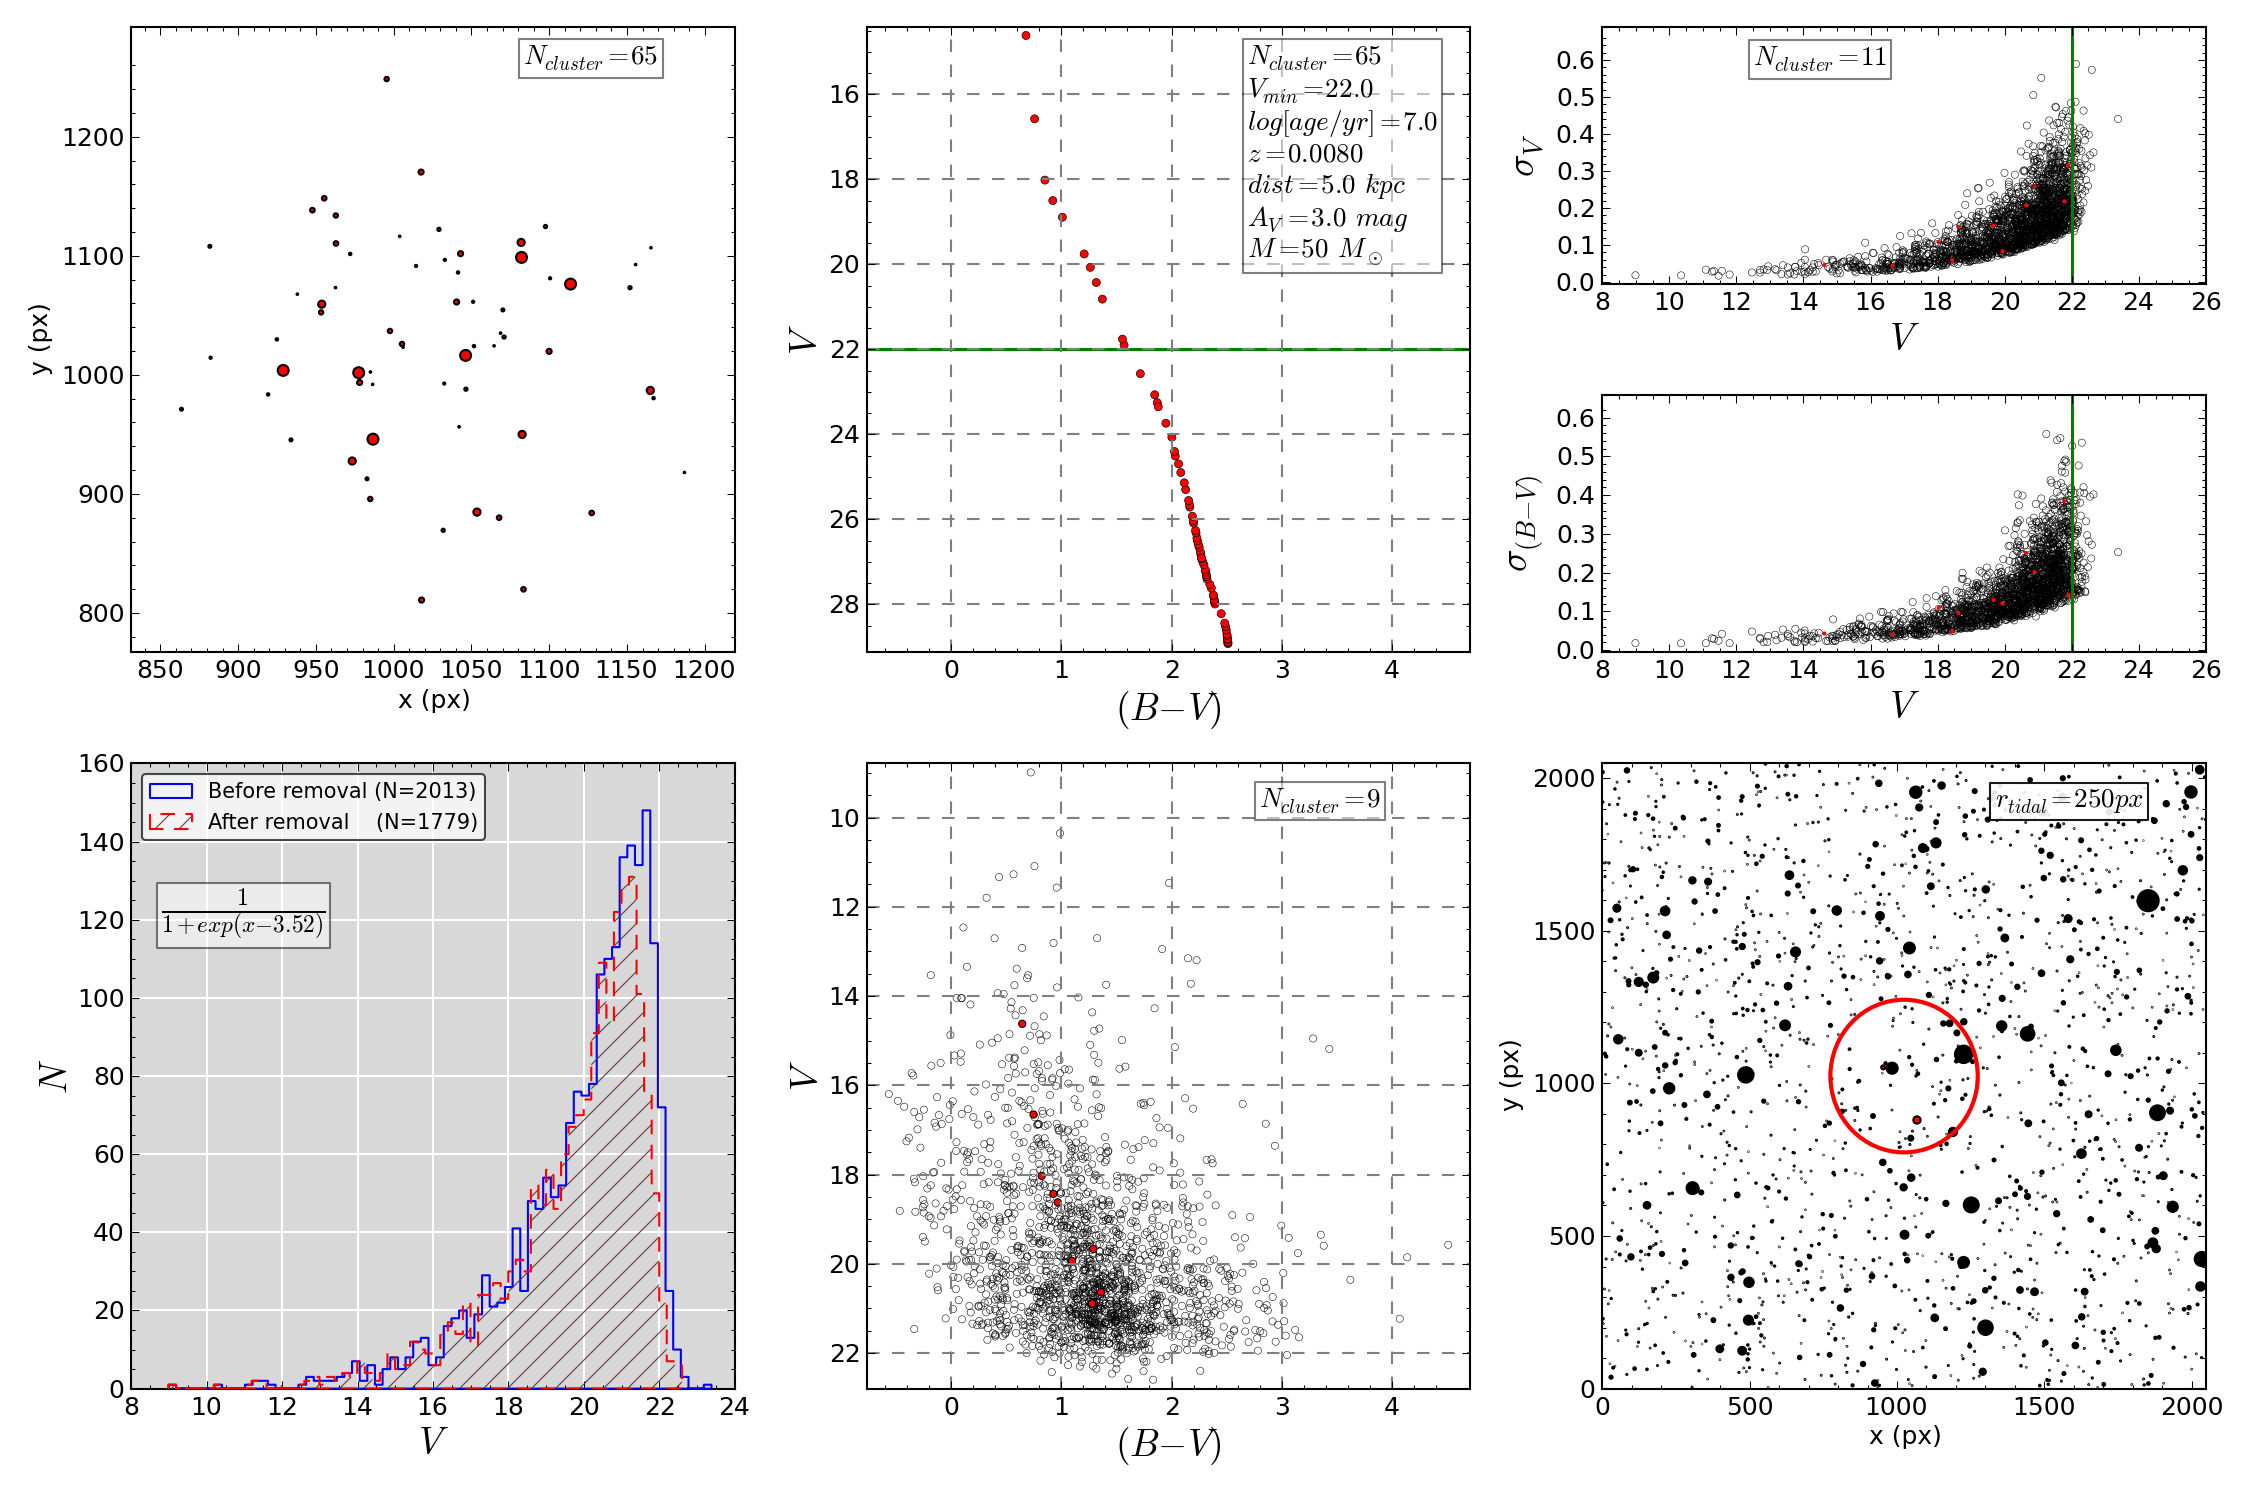 N_cluster=65
1200
1100
1000
900
800
y (px)
850 900 950 1000 1050 1100 1150 1200
x (px)
N_cluster=65
V_min=22.0
log[age/yr]=7.0
z=0.0080
dist=5.0 kpc
A_V=3.0 mag
M=50 M_⊙
16
18
20
22
24
26
28
V
0 1 2 3 4
(B−V)
N_cluster=11
0.6
0.5
0.4
0.3
0.2
0.1
0.0
σ_V
8 10 12 14 16 18 20 22 24 26
V
0.6
0.5
0.4
0.3
0.2
0.1
0.0
σ_(B−V)
8 10 12 14 16 18 20 22 24 26
V
160
140
120
100
80
60
40
20
0
N
Before removal (N=2013)
After removal (N=1779)
1
1+exp(x−3.52)
8 10 12 14 16 18 20 22 24
V
N_cluster=9
10
12
14
16
18
20
22
V
0 1 2 3 4
(B−V)
r_tidal=250px
2000
1500
1000
500
0
y (px)
0 500 1000 1500 2000
x (px)